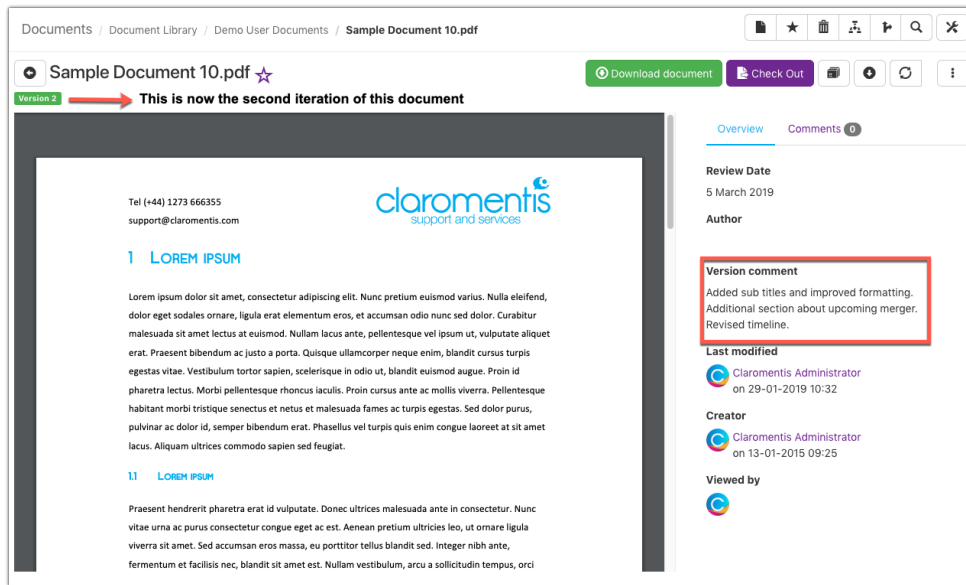 Documents / Document Library / Demo User Documents / Sample Document 10.pdf
Sample Document 10.pdf
Download document
Check Out
Version 2
This is now the second iteration of this document
Tel (+44) 1273 666355
support@claromentis.com
claromentis
support and services
1 LOREM IPSUM
Lorem ipsum dolor sit amet, consectetur adipiscing elit. Nunc pretium euismod varius. Nulla eleifend,
dolor eget sodales ornare, ligula erat elementum eros, et accumsan odio nunc sed dolor. Curabitur
malesuada sit amet lectus at euismod. Nullam lacus ante, pellentesque vel ipsum ut, vulputate aliquet
erat. Praesent bibendum ac justo a porta. Quisque ullamcorper neque enim, blandit cursus turpis
egestas vitae. Vestibulum tortor sapien, scelerisque in odio ut, blandit euismod augue. Proin id
pharetra lectus. Morbi pellentesque rhoncus iaculis. Proin cursus ante ac mollis viverra. Pellentesque
habitant morbi tristique senectus et netus et malesuada fames ac turpis egestas. Sed dolor purus,
pulvinar ac dolor id, semper bibendum erat. Phasellus vel turpis quis enim congue laoreet at sit amet
lacus. Aliquam ultrices commodo sapien sed feugiat.
1.1 LOREM IPSUM
Praesent hendrerit pharetra erat id vulputate. Donec ultrices malesuada ante in consectetur. Nunc
vitae urna ac purus consectetur congue eget ac est. Aenean pretium ultricies leo, ut ornare ligula
viverra sit amet. Sed accumsan eros massa, eu porttitor tellus blandit sed. Integer nibh ante,
fermentum et facilisis nec, blandit sit amet est. Nullam vestibulum, arcu a sollicitudin tempus, orci
Overview
Comments 0
Review Date
5 March 2019
Author
Version comment
Added sub titles and improved formatting.
Additional section about upcoming merger.
Revised timeline.
Last modified
Claromentis Administrator
on 29-01-2019 10:32
Creator
Claromentis Administrator
on 13-01-2015 09:25
Viewed by